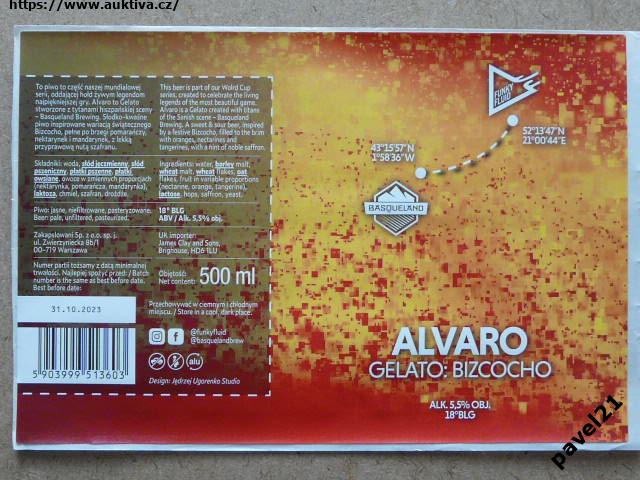 https://www.auktiva.cz/
To piwo to część naszej mundialowej
serii, oddającej hołd żywym legendom
najpiękniejszej gry. Alvaro to Gelato
stworzone z tytanami hiszpańskiej sceny
– Basqueland Brewing. Słodko-kwaśne
piwo inspirowane wariacją świątecznego
Bizcocho, pełne po brzegi pomarańczy,
nektarynek i mandarynek, z lekką
przyprawową nutą szafranu.
This beer is part of our Wolrd Cup
series, created to celebrate the living
legends of the most beautiful game.
Alvaro is a Gelato created with titans
of the Sanish scene – Basqueland
Brewing. A sweet & sour beer, inspired
by a festive Bizcocho, filled to the brim
with oranges, nectarines and
tangerines, with a hint of noble saffron.
Składniki: woda, słód jęczmienny, słód
pszeniczny, płatki pszenne, płatki
owsiane, owoce w zmiennych proporcjach
(nektarynka, pomarańcza, mandarynka),
laktoza, chmiel, szafran, drożdże.
Ingredients: water, barley malt,
wheat malt, wheat flakes, oat
flakes, fruit in wariable proportions
(nectarine, orange, tangerine),
lactose, hops, saffron, yeast.
Piwo: jasne, niefiltrowane, pasteryzowane.
Beer: pale, unfiltered, pasteurized.
18° BLG
ABV / Alk. 5,5% obj.
Zakapslowani Sp. z o.o. sp. j.
ul. Zwierzyniecka 8b/1
00-719 Warszawa
UK importer:
James Clay and Sons,
Brighouse, HD6 1LU
Numer partii tożsamy z datą minimalnej
trwałości. Najlepiej spożyć przed: / Batch
number is the same as best before date.
Best before date:
Objętość:
Net content:
500 ml
31.10.2023
Przechowywać w ciemnym i chłodnym
miejscu. / Store in a cool, dark place.
@funkyfluid
@basquelandbrew
alu
5 903999 513603
Design: Jędrzej Ugorenko Studio
FUNKY
FLUID
52°13'47"N
21°00'44"E
43°15'57"N
1°58'36"W
BASQUELAND
ALVARO
GELATO: BIZCOCHO
ALK. 5,5% OBJ.
18°BLG
pavel21